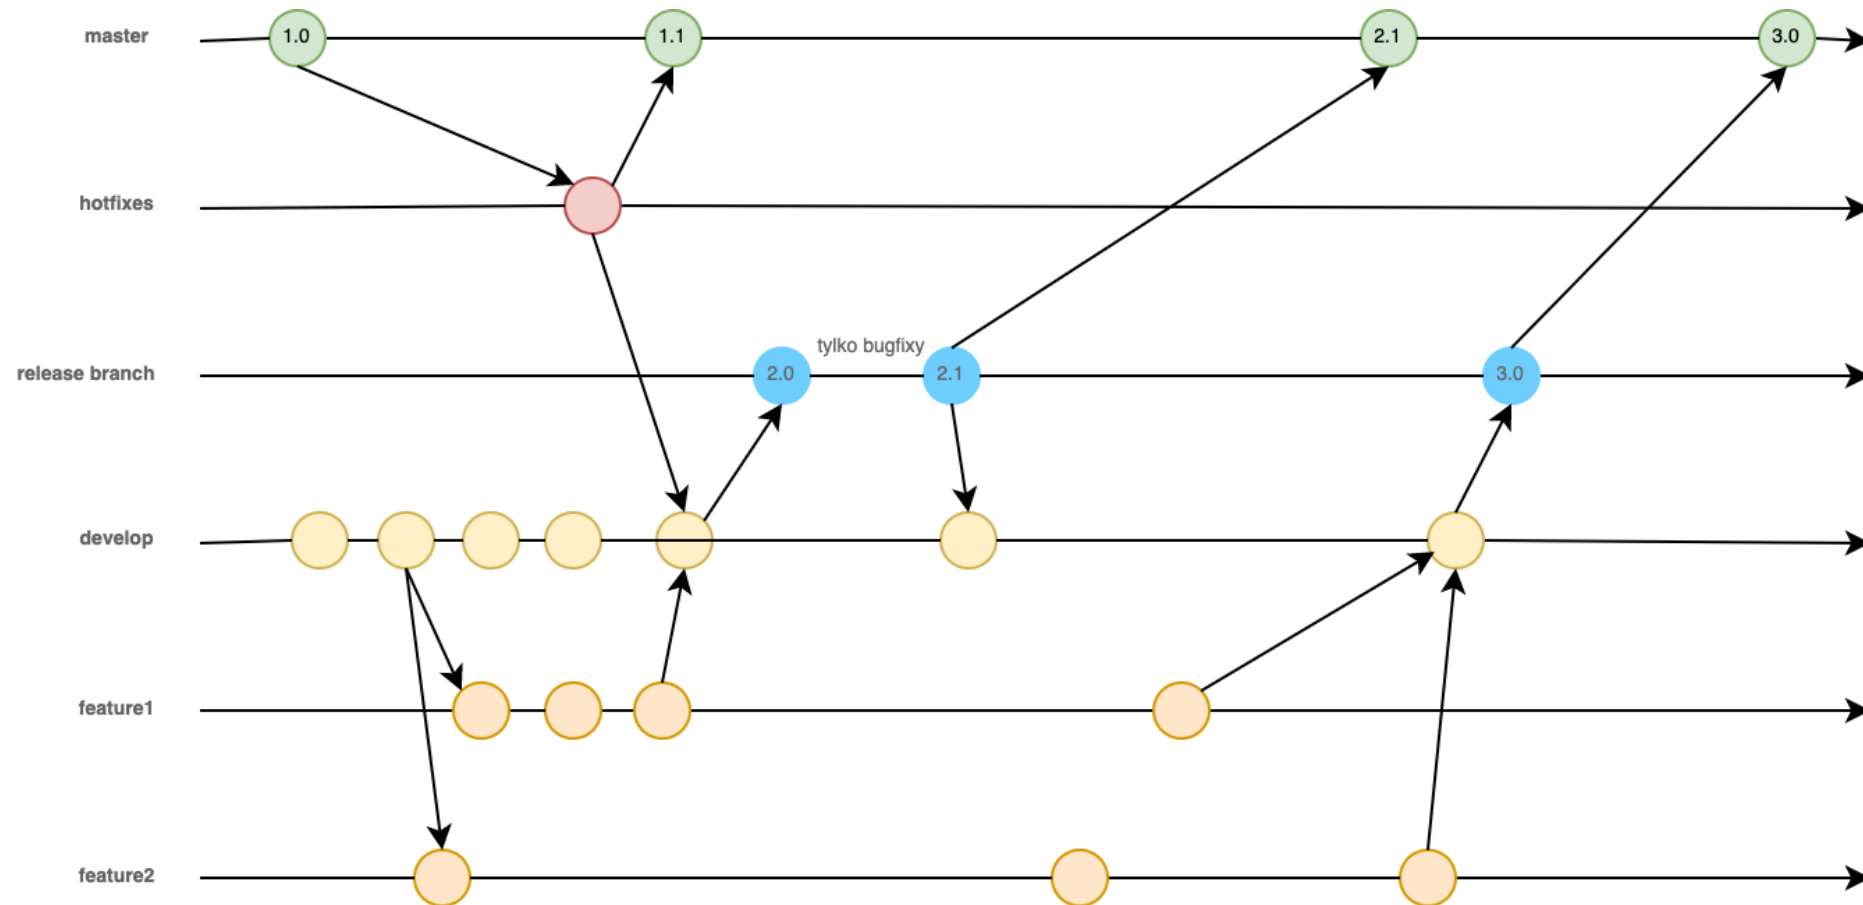 master
1.0
1.1
2.1
3.0
hotfixes
tylko bugfixy
release branch
2.0
2.1
3.0
develop
feature1
feature2